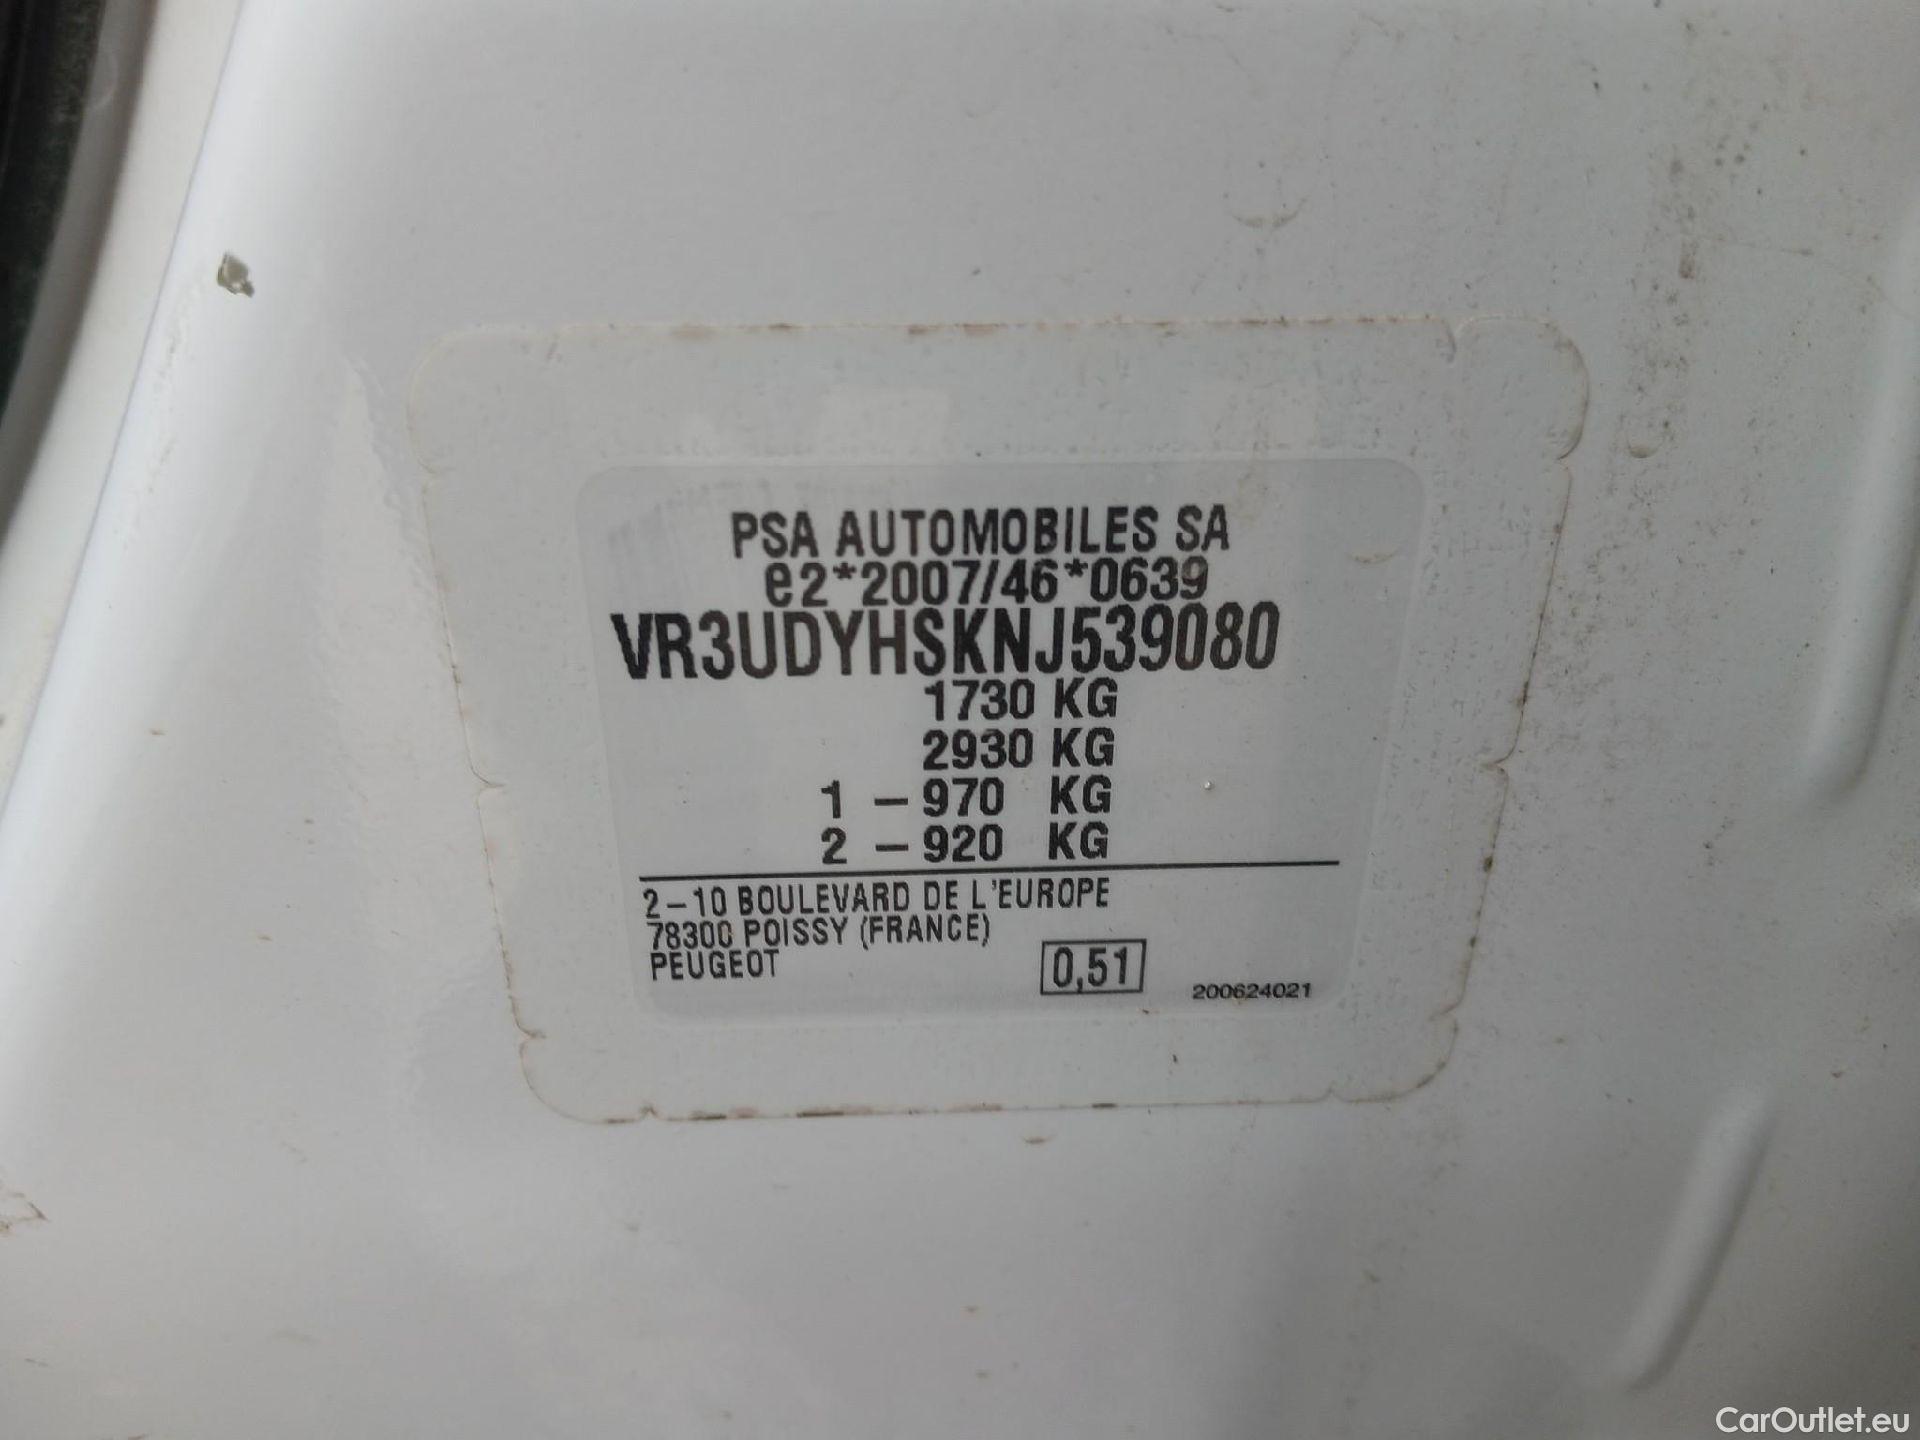 PSA AUTOMOBILES SA
e2*2007/46*0639
VR3UDYHSKNJ539080
1730 KG
2930 KG
1 - 970 KG
2 - 920 KG
2-10 BOULEVARD DE L'EUROPE
78300 POISSY (FRANCE)
PEUGEOT
0,51
200624021
CarOutlet.eu